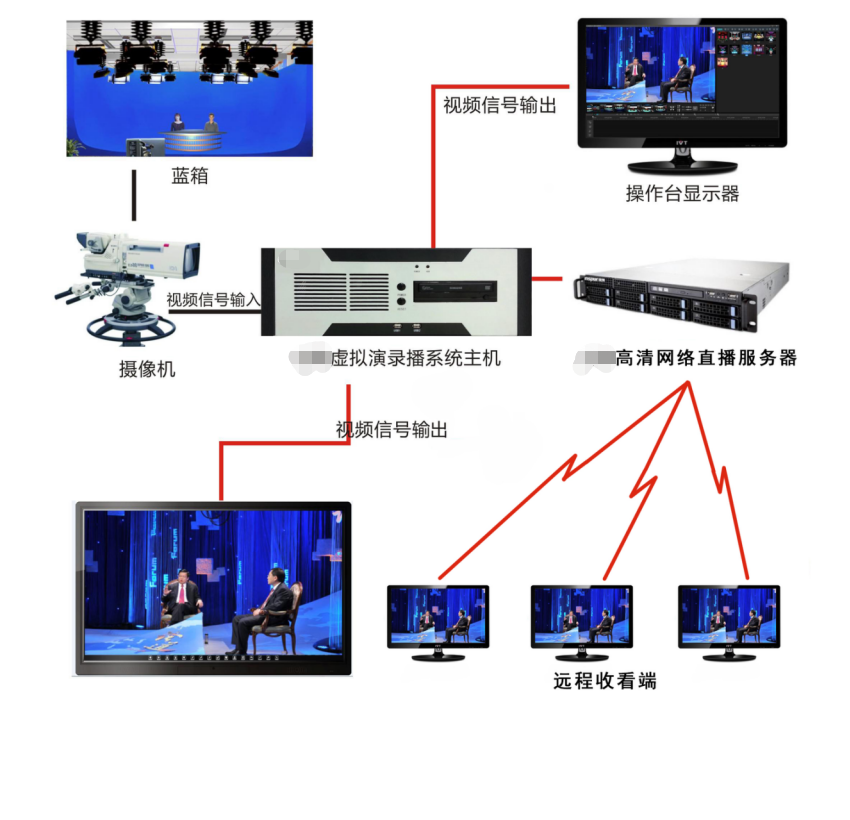 视频信号输出
蓝箱
操作台显示器
视频信号输入
摄像机
虚拟演录播系统主机
高清网络直播服务器
视频信号输出
Forum
Forum
远程收看端